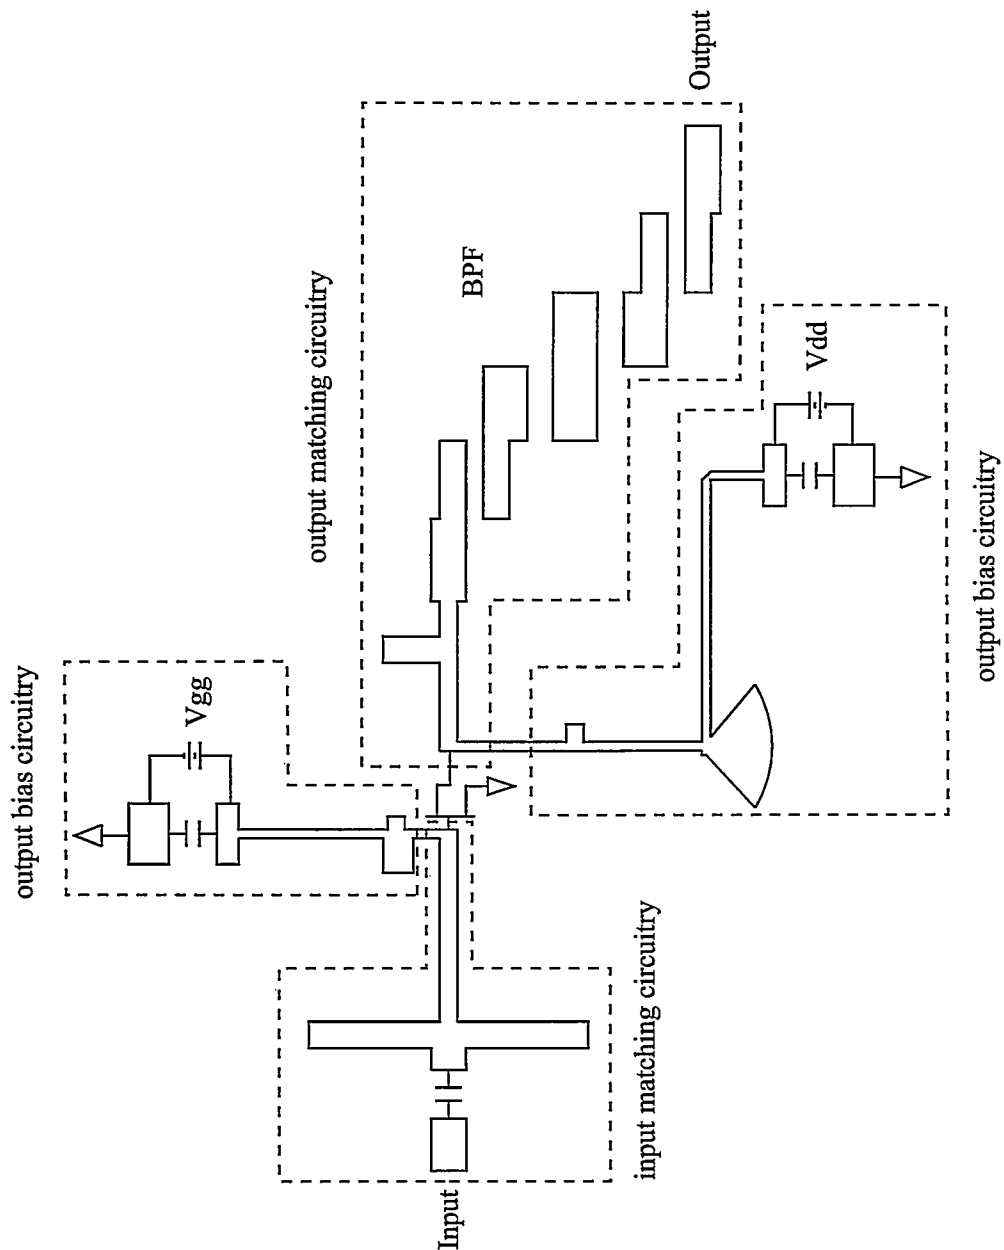 Output
output matching circuitry
BPF
output bias circuitry
Vgg
Vdd
output bias circuitry
input matching circuitry
Input